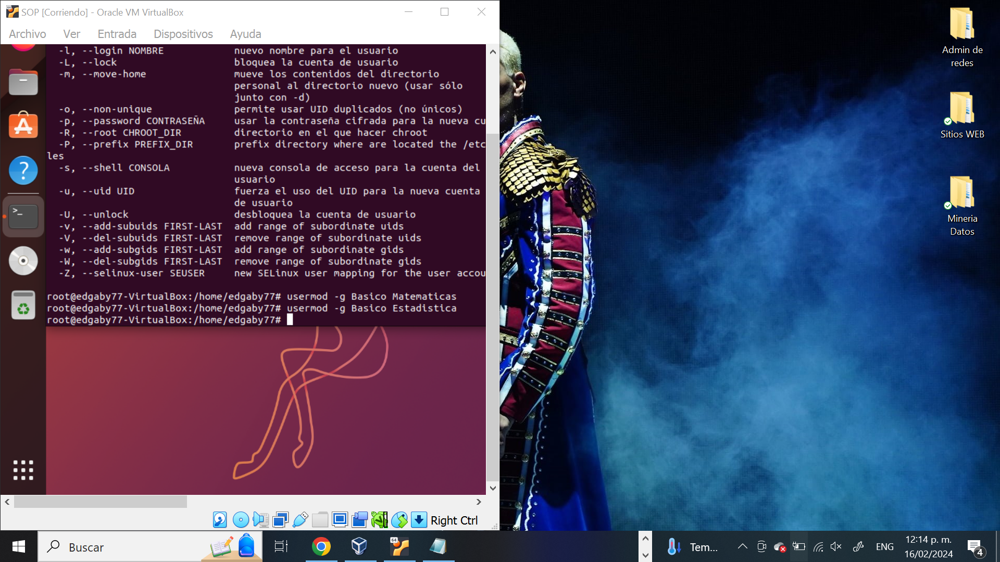 SOP [Corriendo] - Oracle VM VirtualBox
Archivo Ver Entrada Dispositivos Ayuda
-l, --login NOMBRE nuevo nombre para el usuario
-L, --lock bloquea la cuenta de usuario
-m, --move-home mueve los contenidos del directorio
personal al directorio nuevo (usar sólo
junto con -d)
-o, --non-unique permite usar UID duplicados (no únicos)
-p, --password CONTRASEÑA usar la contraseña cifrada para la nueva cu
-R, --root CHROOT_DIR directorio en el que hacer chroot
-P, --prefix PREFIX_DIR prefix directory where are located the /etc
les
-s, --shell CONSOLA nueva consola de acceso para la cuenta del
usuario
-u, --uid UID fuerza el uso del UID para la nueva cuenta
de usuario
-U, --unlock desbloquea la cuenta de usuario
-v, --add-subuids FIRST-LAST add range of subordinate uids
-V, --del-subuids FIRST-LAST remove range of subordinate uids
-w, --add-subgids FIRST-LAST add range of subordinate gids
-W, --del-subgids FIRST-LAST remove range of subordinate gids
-Z, --selinux-user SEUSER new SELinux user mapping for the user accou
root@edgaby77-VirtualBox:/home/edgaby77# usermod -g Basico Matematicas
root@edgaby77-VirtualBox:/home/edgaby77# usermod -g Basico Estadistica
root@edgaby77-VirtualBox:/home/edgaby77#
Right Ctrl
Admin de
redes
Sitios WEB
Mineria
Datos
Buscar
64
Tem...
ENG
12:14 p. m.
16/02/2024
4